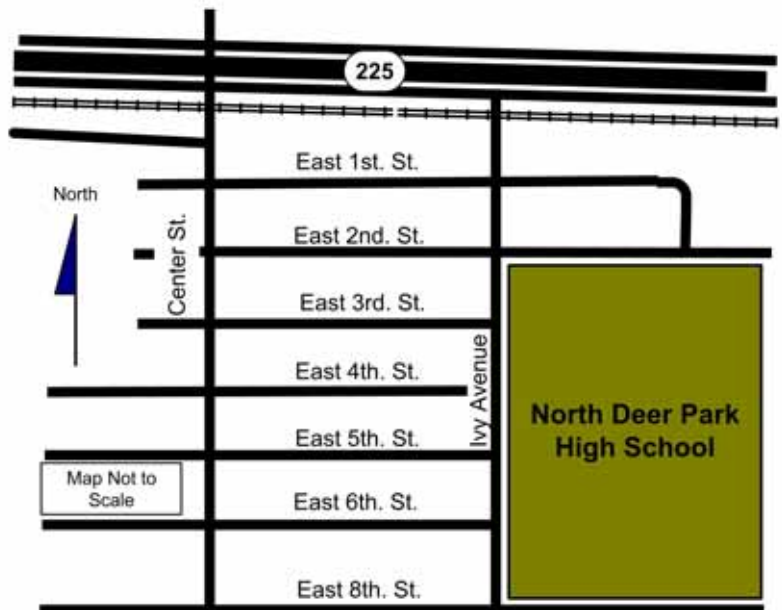 225
East 1st. St.
North
East 2nd. St.
Center St.
East 3rd. St.
East 4th. St.
Ivy Avenue
North Deer Park
High School
East 5th. St.
Map Not to
Scale
East 6th. St.
East 8th. St.